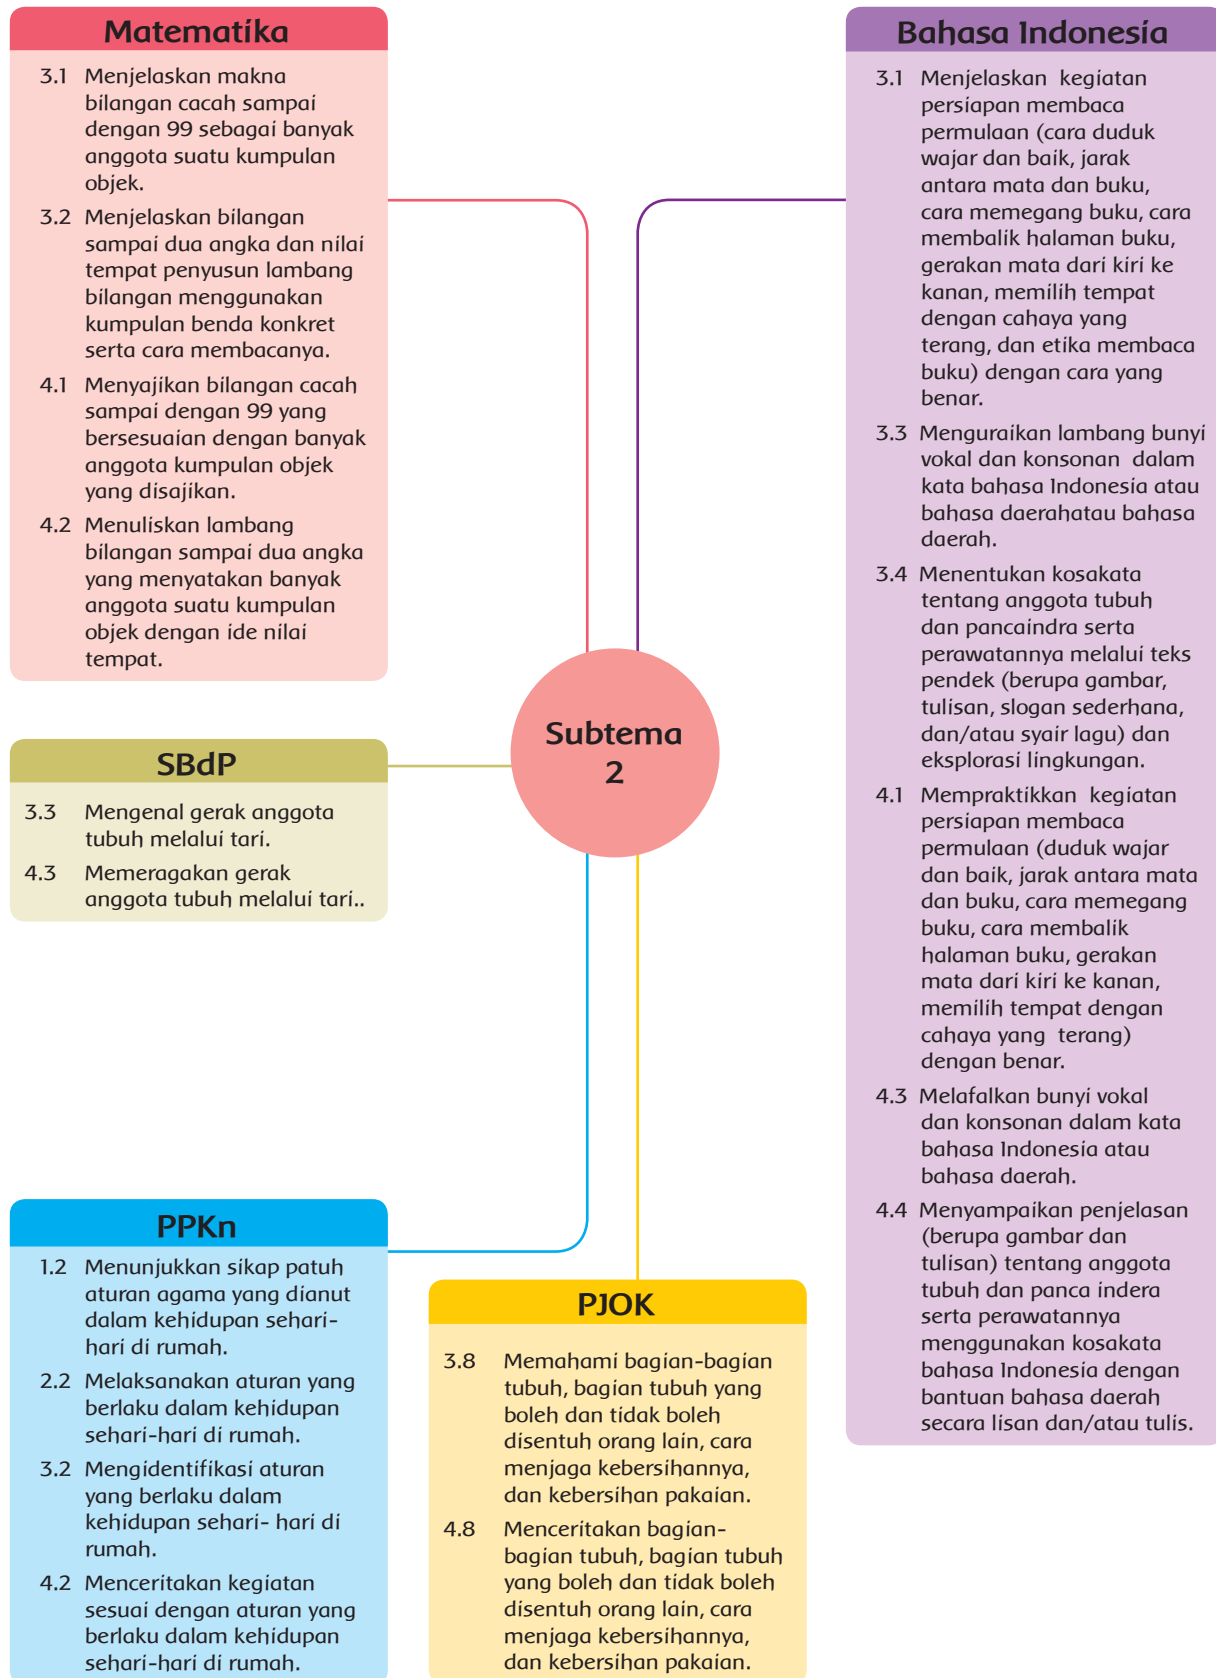 Matematika
3.1 Menjelaskan makna
bilangan cacah sampai
dengan 99 sebagai banyak
anggota suatu kumpulan
objek.
3.2 Menjelaskan bilangan
sampai dua angka dan nilai
tempat penyusun lambang
bilangan menggunakan
kumpulan benda konkret
serta cara membacanya.
4.1 Menyajikan bilangan cacah
sampai dengan 99 yang
bersesuaian dengan banyak
anggota kumpulan objek
yang disajikan.
4.2 Menuliskan lambang
bilangan sampai dua angka
yang menyatakan banyak
anggota suatu kumpulan
objek dengan ide nilai
tempat.
Bahasa Indonesia
3.1 Menjelaskan kegiatan
persiapan membaca
permulaan (cara duduk
wajar dan baik, jarak
antara mata dan buku,
cara memegang buku, cara
membalik halaman buku,
gerakan mata dari kiri ke
kanan, memilih tempat
dengan cahaya yang
terang, dan etika membaca
buku) dengan cara yang
benar.
3.3 Menguraikan lambang bunyi
vokal dan konsonan dalam
kata bahasa Indonesia atau
bahasa daerahatau bahasa
daerah.
3.4 Menentukan kosakata
tentang anggota tubuh
dan pancaindra serta
perawatannya melalui teks
pendek (berupa gambar,
tulisan, slogan sederhana,
dan/atau syair lagu) dan
eksplorasi lingkungan.
4.1 Mempraktikkan kegiatan
persiapan membaca
permulaan (duduk wajar
dan baik, jarak antara mata
dan buku, cara memegang
buku, cara membalik
halaman buku, gerakan
mata dari kiri ke kanan,
memilih tempat dengan
cahaya yang terang)
dengan benar.
4.3 Melafalkan bunyi vokal
dan konsonan dalam kata
bahasa Indonesia atau
bahasa daerah.
4.4 Menyampaikan penjelasan
(berupa gambar dan
tulisan) tentang anggota
tubuh dan panca indera
serta perawatannya
menggunakan kosakata
bahasa Indonesia dengan
bantuan bahasa daerah
secara lisan dan/atau tulis.
Subtema
2
SBdP
3.3 Mengenal gerak anggota
tubuh melalui tari.
4.3 Memeragakan gerak
anggota tubuh melalui tari..
PPKn
1.2 Menunjukkan sikap patuh
aturan agama yang dianut
dalam kehidupan sehari-
hari di rumah.
2.2 Melaksanakan aturan yang
berlaku dalam kehidupan
sehari-hari di rumah.
3.2 Mengidentifikasi aturan
yang berlaku dalam
kehidupan sehari- hari di
rumah.
4.2 Menceritakan kegiatan
sesuai dengan aturan yang
berlaku dalam kehidupan
sehari-hari di rumah.
PJOK
3.8 Memahami bagian-bagian
tubuh, bagian tubuh yang
boleh dan tidak boleh
disentuh orang lain, cara
menjaga kebersihannya,
dan kebersihan pakaian.
4.8 Menceritakan bagian-
bagian tubuh, bagian tubuh
yang boleh dan tidak boleh
disentuh orang lain, cara
menjaga kebersihannya,
dan kebersihan pakaian.